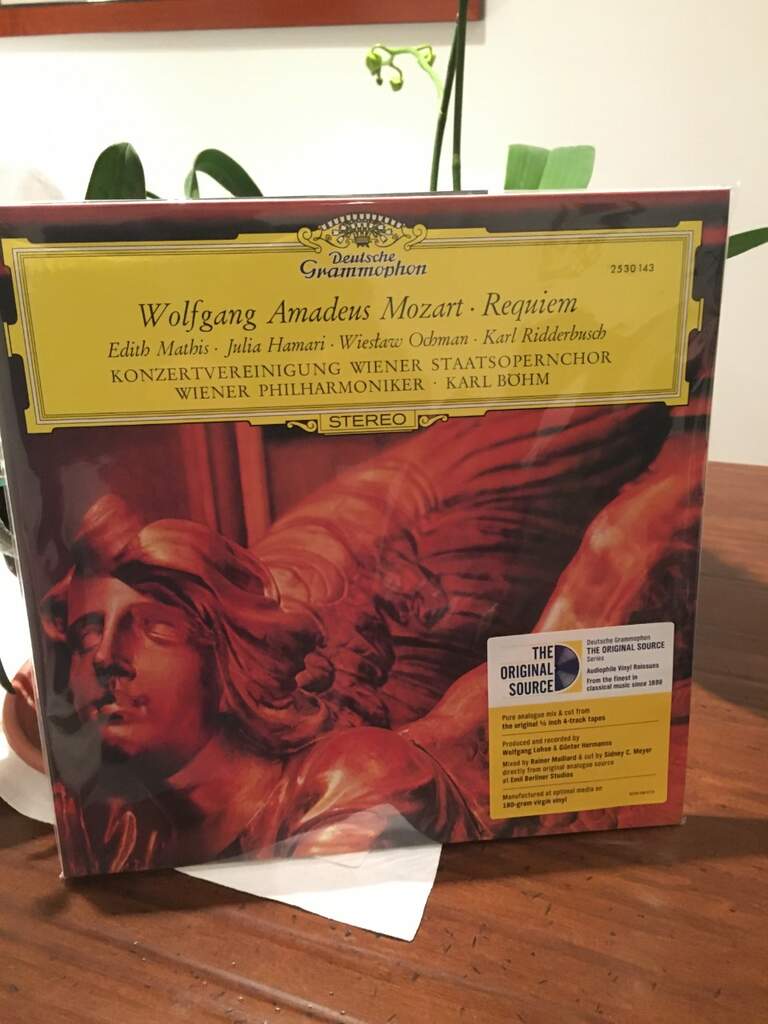 Deutsche
Grammophon
2530143
Wolfgang Amadeus Mozart · Requiem
Edith Mathis · Julia Hamari · Wiesław Ochman · Karl Ridderbusch
KONZERTVEREINIGUNG WIENER STAATSOPERNCHOR
WIENER PHILHARMONIKER · KARL BÖHM
STEREO
THE
ORIGINAL
SOURCE
Deutsche Grammophon
THE ORIGINAL SOURCE
Series
Audiophile Vinyl Reissues
From the finest in
classical music since 1898
Pure analogue mix & cut from
the original ½ inch 4-track tapes
Produced and recorded by
Wolfgang Lohse & Günter Hermanns
Mixed by Rainer Maillard & cut by Sidney C. Meyer
directly from original analogue source
at Emil Berliner Studios
Manufactured at optimal media on
180-gram virgin vinyl